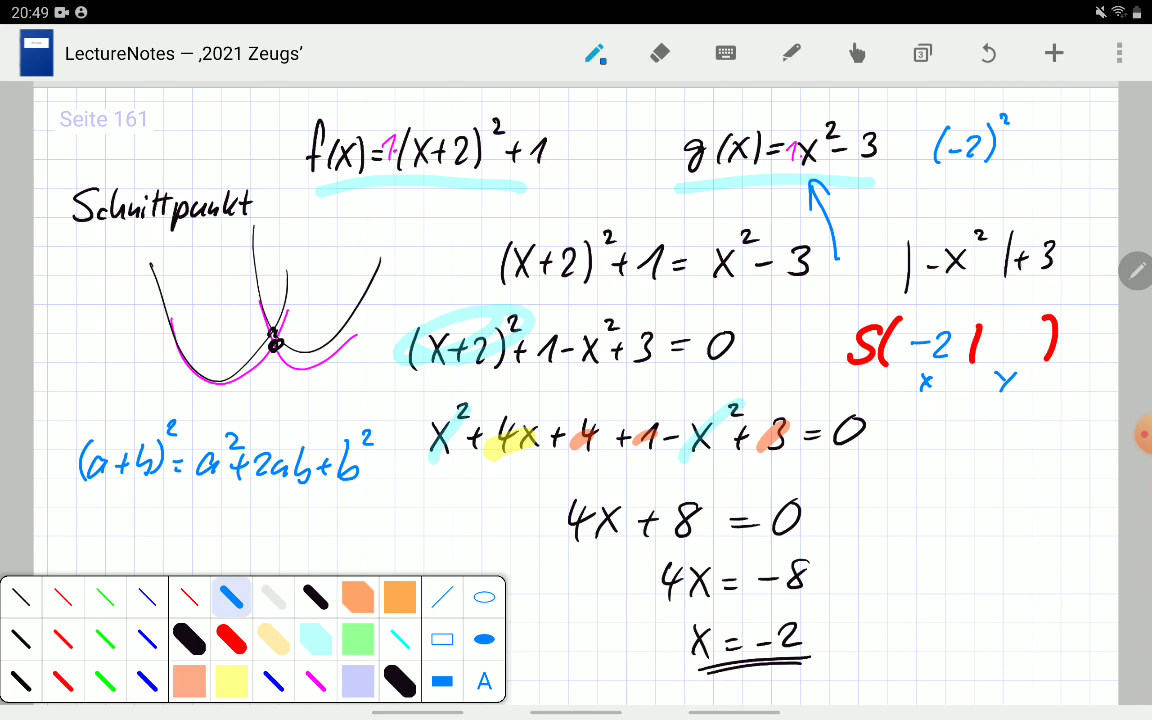 20:49
LectureNotes — ‚2021 Zeugs’
3
Seite 161
f(x)=1·(x+2)²+1 g(x)=1x²-3 (-2)²
Schnittpunkt
(x+2)²+1= x²-3 |-x² |+3
(x+2)²+1-x²+3 = 0 S(-2| )
x y
x²+4x+4+1-x²+3=0
(a+b)²=a²+2ab+b²
4x+8 =0
4x= -8
x=-2
A